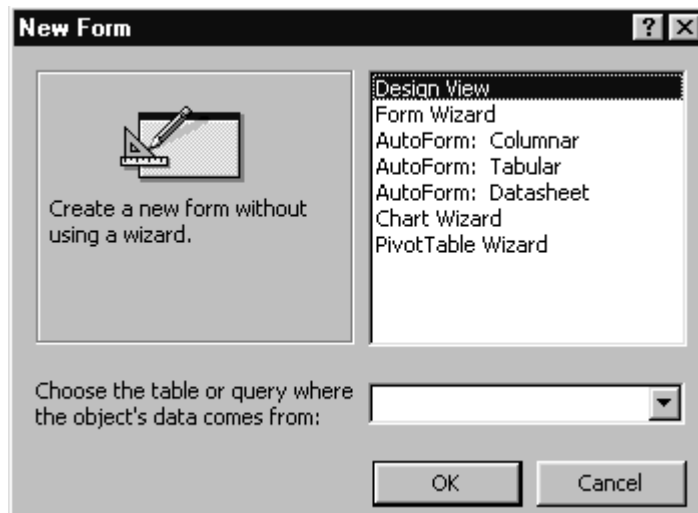 New Form
Create a new form without
using a wizard.
Design View
Form Wizard
AutoForm: Columnar
AutoForm: Tabular
AutoForm: Datasheet
Chart Wizard
PivotTable Wizard
Choose the table or query where
the object's data comes from:
OK
Cancel